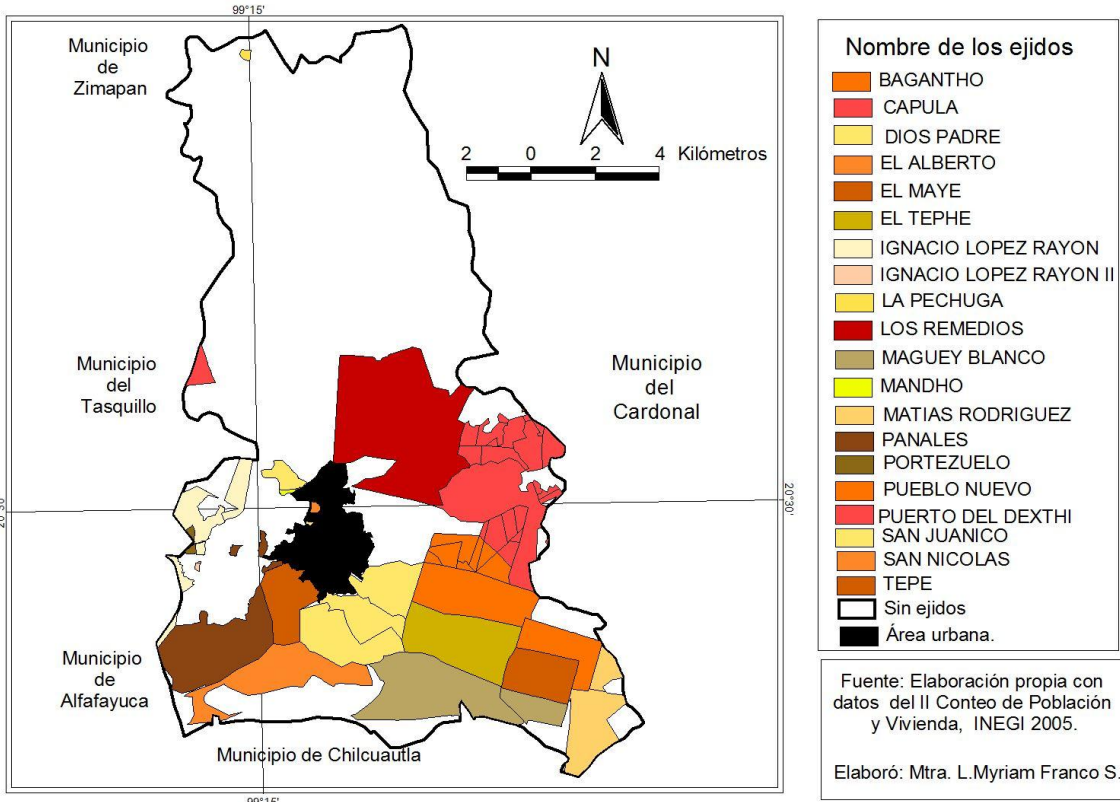 99°15'
Municipio
de
Zimapan
N
2 0 2 4 Kilómetros
Municipio
del
Tasquillo
Municipio
del
Cardonal
20°30'
Municipio
de
Alfafayuca
Municipio de Chilcuautla
99°15'
Nombre de los ejidos
BAGANTHO
CAPULA
DIOS PADRE
EL ALBERTO
EL MAYE
EL TEPHE
IGNACIO LOPEZ RAYON
IGNACIO LOPEZ RAYON II
LA PECHUGA
LOS REMEDIOS
MAGUEY BLANCO
MANDHO
MATIAS RODRIGUEZ
PANALES
PORTEZUELO
PUEBLO NUEVO
PUERTO DEL DEXTHI
SAN JUANICO
SAN NICOLAS
TEPE
Sin ejidos
Área urbana.
Fuente: Elaboración propia con
datos del II Conteo de Población
y Vivienda, INEGI 2005.
Elaboró: Mtra. L.Myriam Franco S.